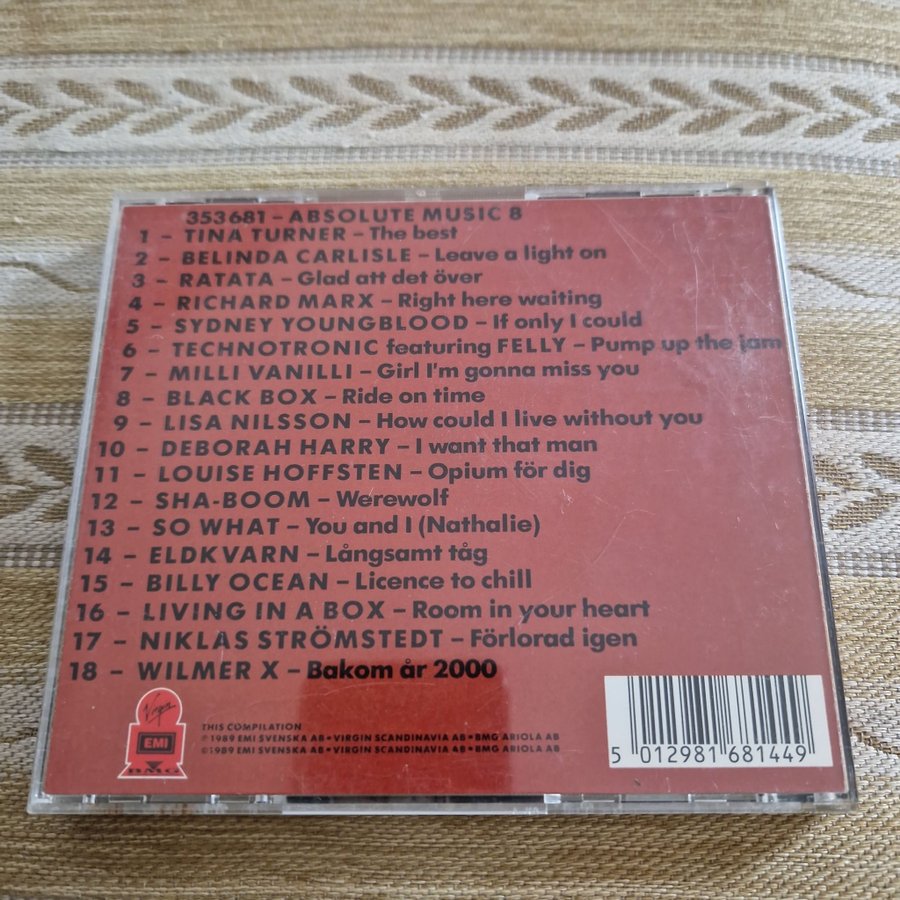 353681 – ABSOLUTE MUSIC 8
1 – TINA TURNER – The best
2 – BELINDA CARLISLE – Leave a light on
3 – RATATA – Glad att det över
4 – RICHARD MARX – Right here waiting
5 – SYDNEY YOUNGBLOOD – If only I could
6 – TECHNOTRONIC featuring FELLY – Pump up the jam
7 – MILLI VANILLI – Girl I'm gonna miss you
8 – BLACK BOX – Ride on time
9 – LISA NILSSON – How could I live without you
10 – DEBORAH HARRY – I want that man
11 – LOUISE HOFFSTEN – Opium för dig
12 – SHA-BOOM – Werewolf
13 – SO WHAT – You and I (Nathalie)
14 – ELDKVARN – Långsamt tåg
15 – BILLY OCEAN – Licence to chill
16 – LIVING IN A BOX – Room in your heart
17 – NIKLAS STRÖMSTEDT – Förlorad igen
18 – WILMER X – Bakom år 2000
Virgin
EMI
BMG
THIS COMPILATION
℗ 1989 EMI SVENSKA AB • VIRGIN SCANDINAVIA AB • BMG ARIOLA AB
© 1989 EMI SVENSKA AB • VIRGIN SCANDINAVIA AB • BMG ARIOLA AB
5 012981 681449